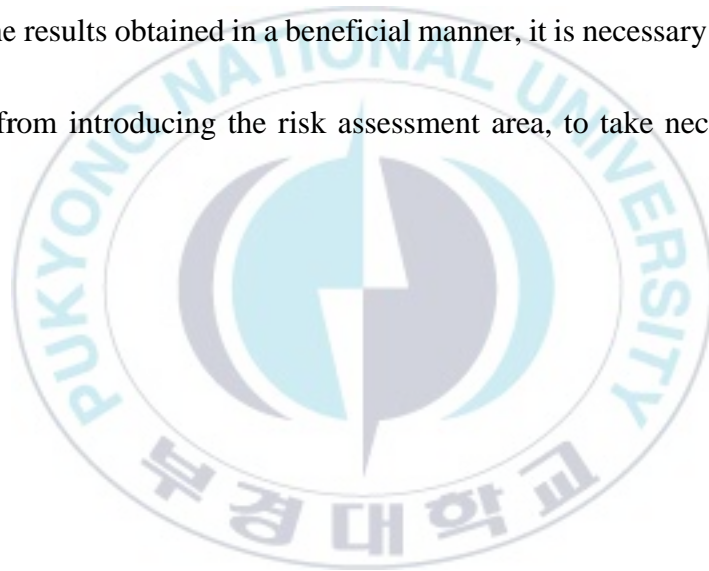 ne results obtained in a beneficial manner, it is necessary
from introducing the risk assessment area, to take nec
PUKYONG NATIONAL UNIVERSITY
부경대학교